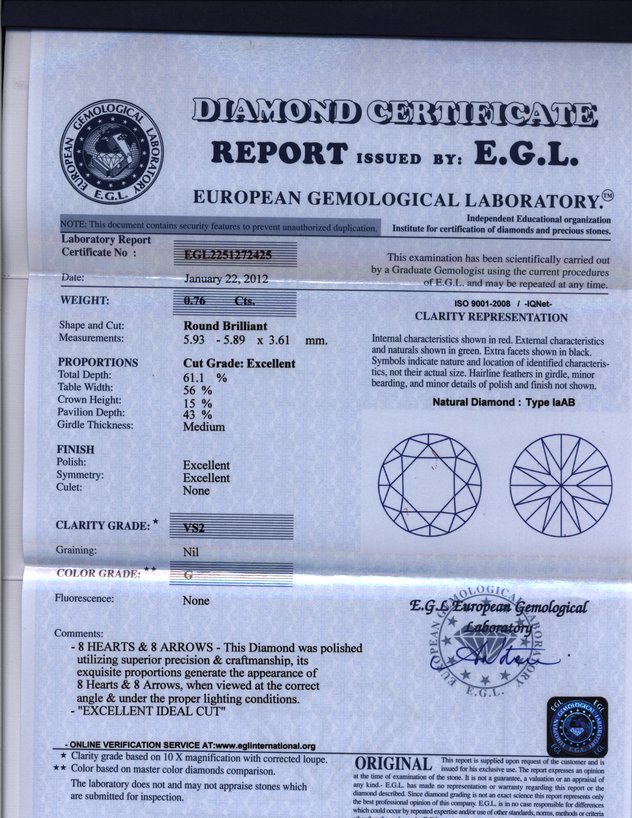 DIAMOND CERTIFICATE
REPORT ISSUED BY: E.G.L.
EUROPEAN GEMOLOGICAL LABORATORY.™
EUROPEAN GEMOLOGICAL LABORATORY
E.G.L.
NOTE: This document contains security features to prevent unauthorized duplication.
Independent Educational organization
Institute for certification of diamonds and precious stones.
Laboratory Report
Certificate No : EGL2251272425
Date: January 22, 2012
WEIGHT: 0.76 Cts.
Shape and Cut: Round Brilliant
Measurements: 5.93 - 5.89 x 3.61 mm.
PROPORTIONS Cut Grade: Excellent
Total Depth: 61.1 %
Table Width: 56 %
Crown Height: 15 %
Pavilion Depth: 43 %
Girdle Thickness: Medium
FINISH
Polish: Excellent
Symmetry: Excellent
Culet: None
CLARITY GRADE: * VS2
Graining: Nil
COLOR GRADE: ** G
Fluorescence: None
Comments:
- 8 HEARTS & 8 ARROWS - This Diamond was polished
utilizing superior precision & craftmanship, its
exquisite proportions generate the appearance of
8 Hearts & 8 Arrows, when viewed at the correct
angle & under the proper lighting conditions.
- "EXCELLENT IDEAL CUT"
- ONLINE VERIFICATION SERVICE AT:www.eglinternational.org
★ Clarity grade based on 10 X magnification with corrected loupe.
★★ Color based on master color diamonds comparison.
The laboratory does not and may not appraise stones which
are submitted for inspection.
This examination has been scientifically carried out
by a Graduate Gemologist using the current procedures
of E.G.L. and may be repeated at any time.
ISO 9001-2008 / -IQNet-
CLARITY REPRESENTATION
Internal characteristics shown in red. External characteristics
and naturals shown in green. Extra facets shown in black.
Symbols indicate nature and location of identified characteris-
tics, not their actual size. Hairline feathers in girdle, minor
bearding, and minor details of polish and finish not shown.
Natural Diamond : Type IaAB
E.G.L European Gemological
Laboratory
EUROPEAN GEMOLOGICAL LABORATORY
E.G.L.
ORIGINAL This report is supplied upon request of the customer and is
issued for his exclusive use. The report expresses an opinion
at the time of examination of the stone. It is not a guarantee, a valuation or an appraisal of
any kind.- E.G.L. has made no representation or warranty regarding this report or the
diamond described. Since diamond grading is not an exact science this report represents only
the best professional opinion of this company. E.G.L. is in no case responsible for differences
which could occur by repeated expertise and/or use of other standards, norms, methods or criteria